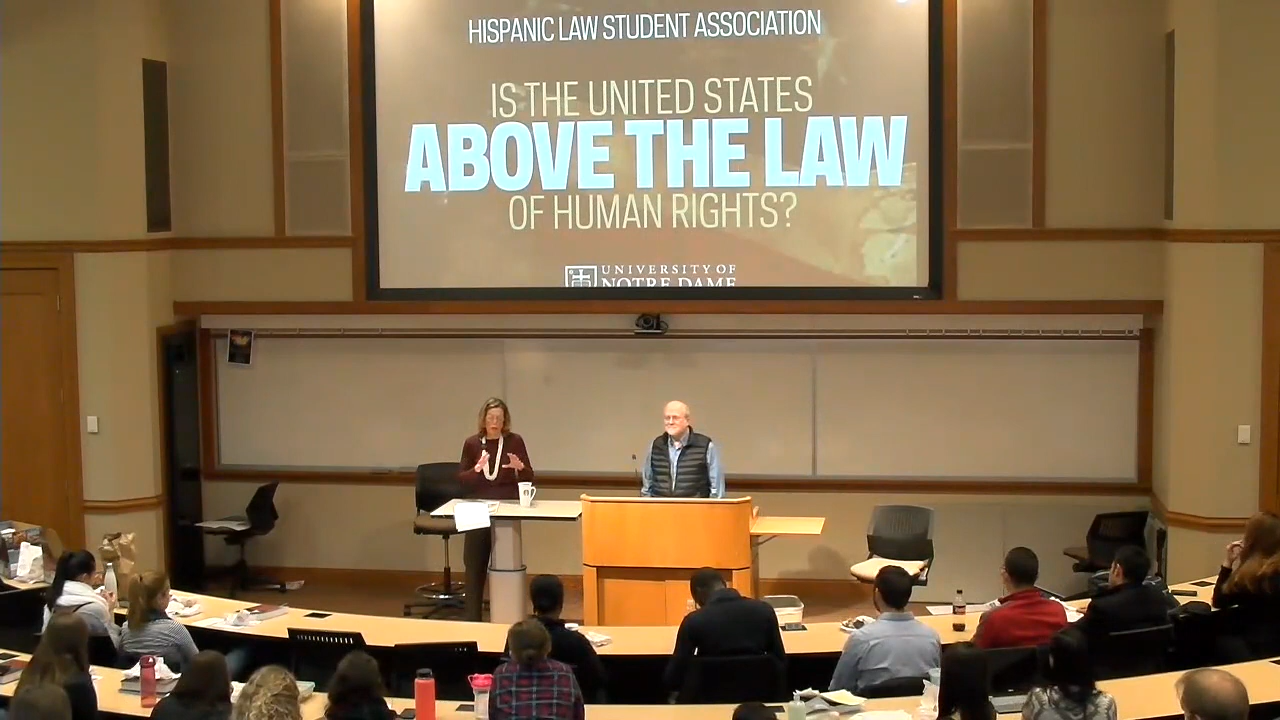 HISPANIC LAW STUDENT ASSOCIATION
IS THE UNITED STATES
ABOVE THE LAW
OF HUMAN RIGHTS?
UNIVERSITY OF
NOTRE DAME